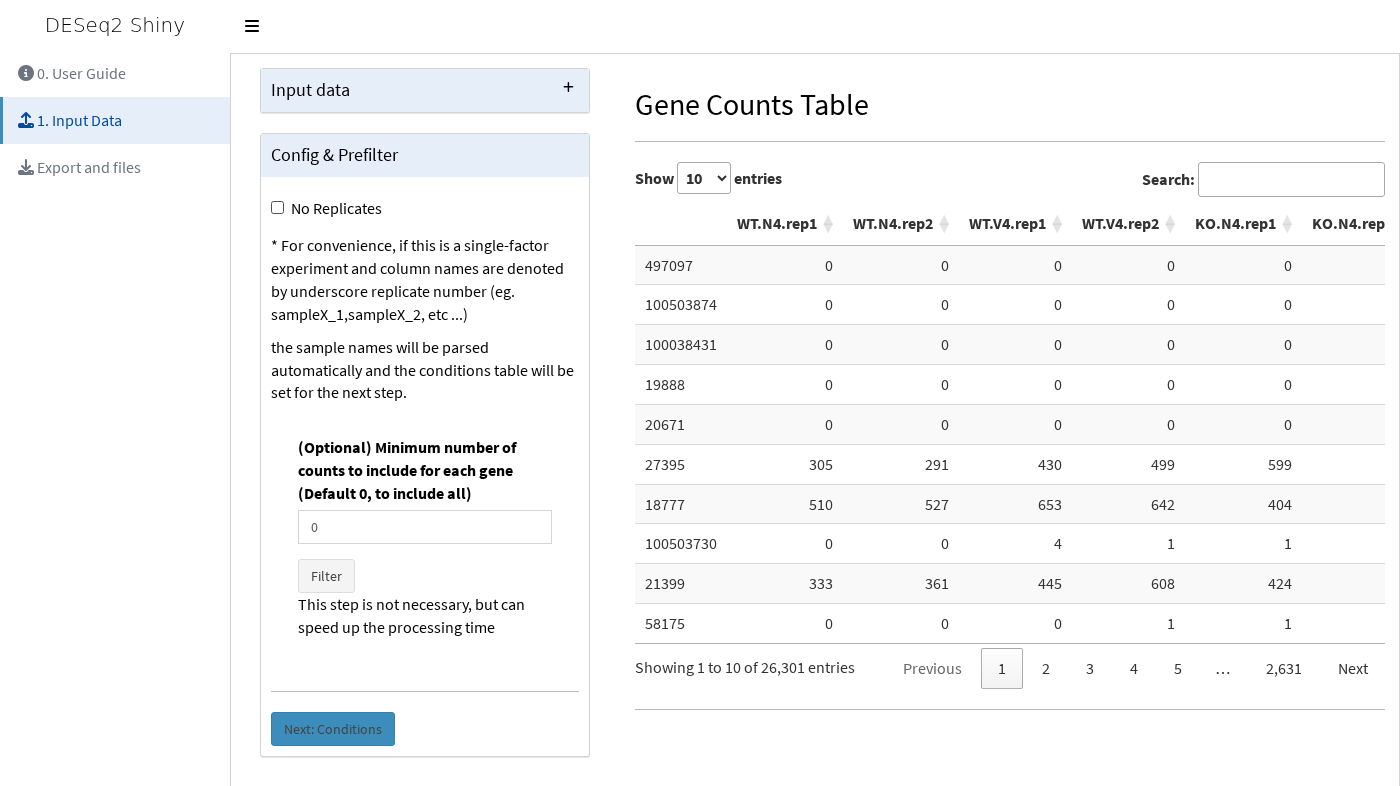 DESeq2 Shiny
0. User Guide
1. Input Data
Export and files
Input data +
Config & Prefilter
No Replicates
* For convenience, if this is a single-factor
experiment and column names are denoted
by underscore replicate number (eg.
sampleX_1,sampleX_2, etc ...)
the sample names will be parsed
automatically and the conditions table will be
set for the next step.
(Optional) Minimum number of
counts to include for each gene
(Default 0, to include all)
0
Filter
This step is not necessary, but can
speed up the processing time
Next: Conditions
Gene Counts Table
Show 10 entries
Search:
WT.N4.rep1 WT.N4.rep2 WT.V4.rep1 WT.V4.rep2 KO.N4.rep1 KO.N4.rep
497097 0 0 0 0 0
100503874 0 0 0 0 0
100038431 0 0 0 0 0
19888 0 0 0 0 0
20671 0 0 0 0 0
27395 305 291 430 499 599
18777 510 527 653 642 404
100503730 0 0 4 1 1
21399 333 361 445 608 424
58175 0 0 0 1 1
Showing 1 to 10 of 26,301 entries
Previous 1 2 3 4 5 … 2,631 Next